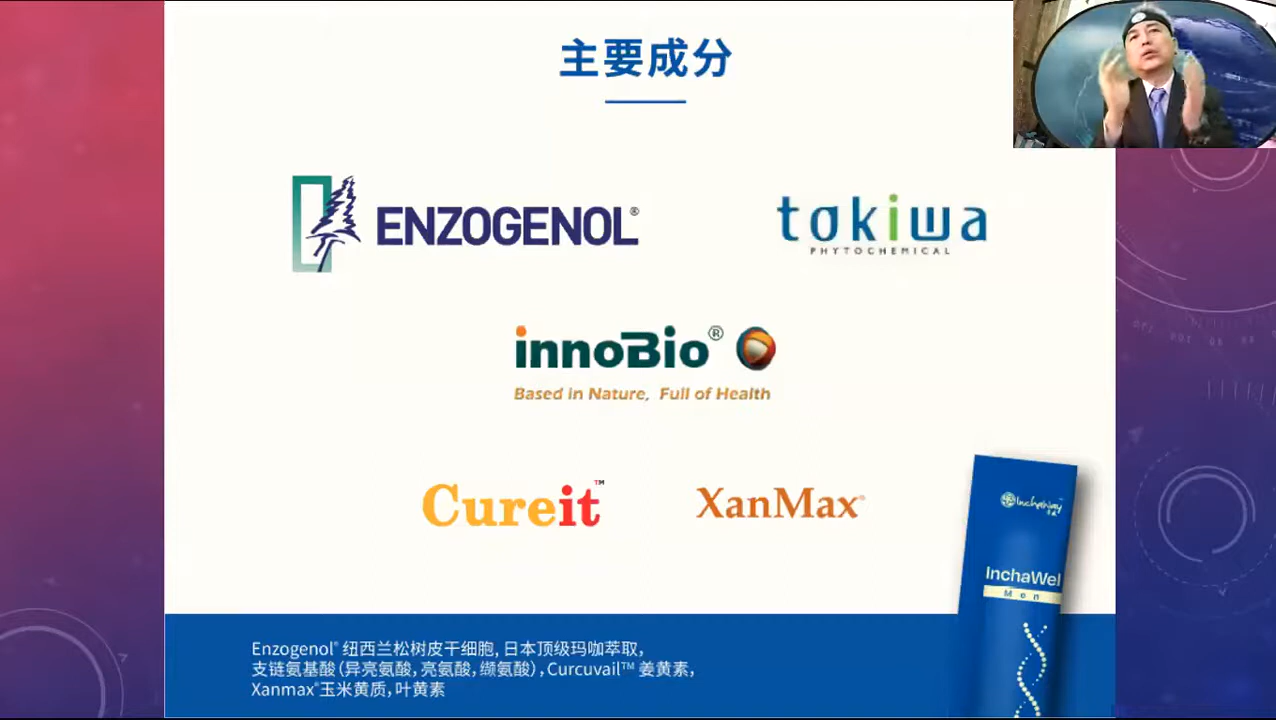 主要成分
ENZOGENOL®
tokiwa
PHYTOCHEMICAL
innoBio®
Based in Nature, Full of Health
Cureit™
XanMax®
InchaWel
Men
Enzogenol® 纽西兰松树皮干细胞, 日本顶级玛咖萃取,
支链氨基酸 (异亮氨酸, 亮氨酸, 缬氨酸), Curcuvail™ 姜黄素,
Xanmax®玉米黄质, 叶黄素